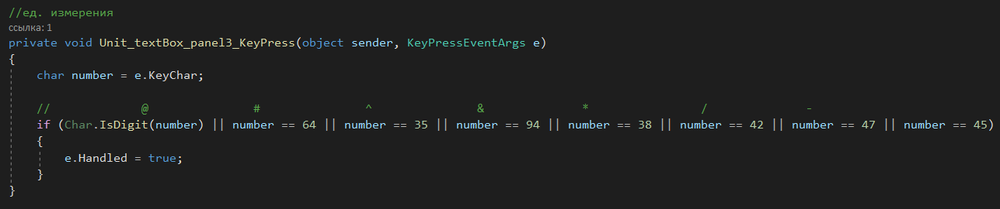 //ед. измерения
ссылка: 1
private void Unit_textBox_panel3_KeyPress(object sender, KeyPressEventArgs e)
{
char number = e.KeyChar;
// @ # ^ & * / -
if (Char.IsDigit(number) || number == 64 || number == 35 || number == 94 || number == 38 || number == 42 || number == 47 || number == 45)
{
e.Handled = true;
}
}